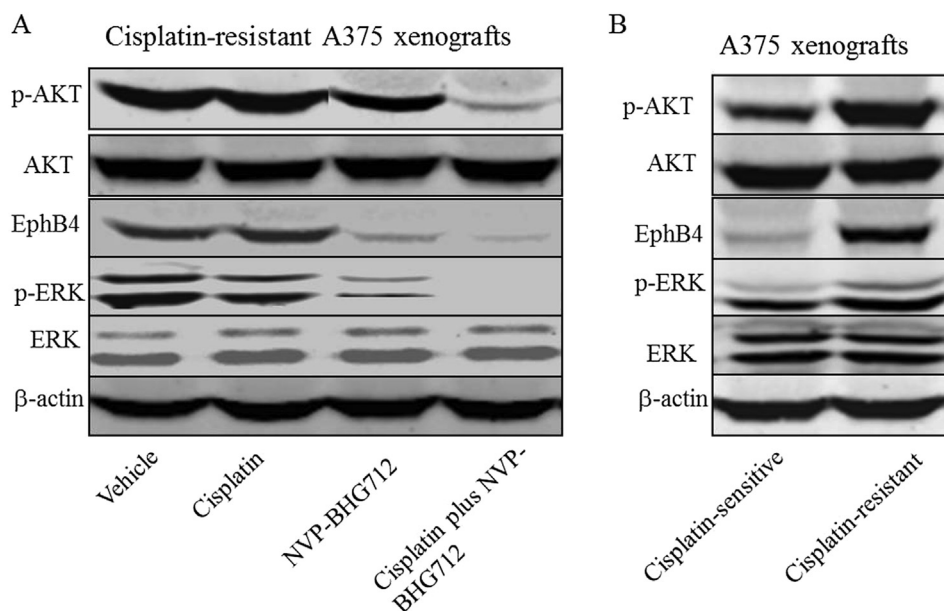 A
Cisplatin-resistant A375 xenografts
p-AKT
AKT
EphB4
p-ERK
ERK
β-actin
Vehicle
Cisplatin
NVP-BHG712
Cisplatin plus NVP-
BHG712
B
A375 xenografts
p-AKT
AKT
EphB4
p-ERK
ERK
β-actin
Cisplatin-sensitive
Cisplatin-resistant